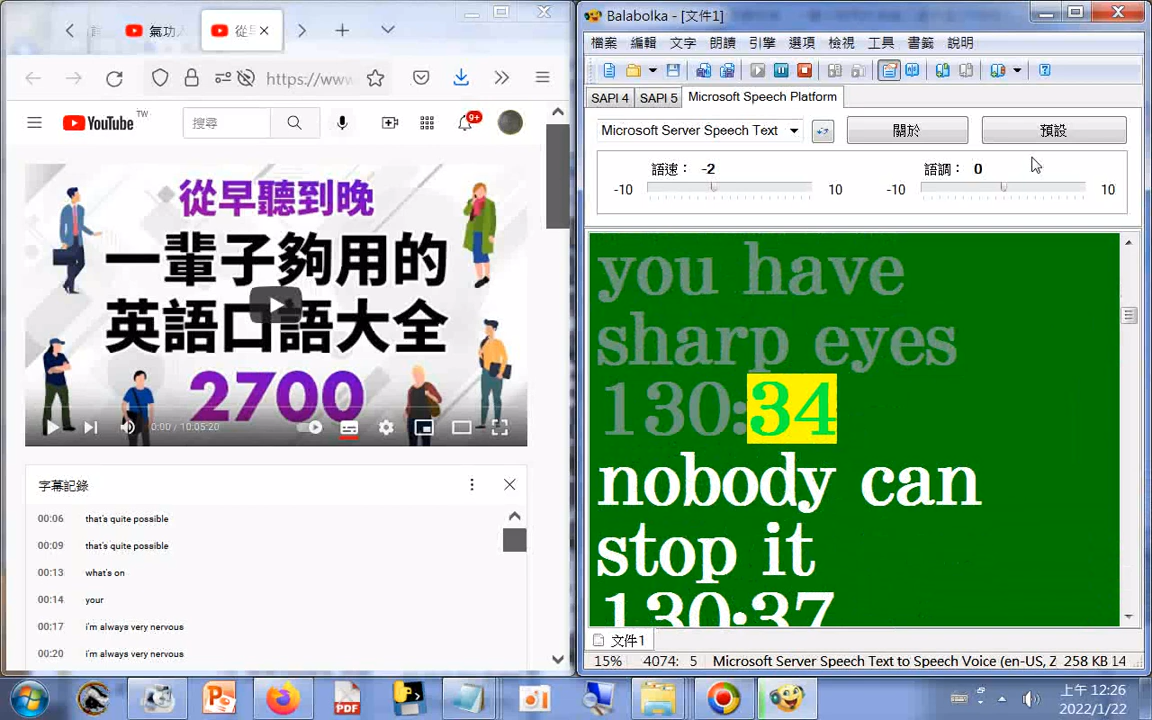 氣功人
從
https://www.
YouTube TW
搜尋
9+
從早聽到晚
一輩子夠用的
英語口語大全
2700
0:00 / 10:05:20
字幕記錄
00:06 that's quite possible
00:09 that's quite possible
00:13 what's on
00:14 your
00:17 i'm always very nervous
00:20 i'm always very nervous
Balabolka - [文件1]
檔案 編輯 文字 朗讀 引擎 選項 檢視 工具 書籤 說明
SAPI 4 SAPI 5 Microsoft Speech Platform
Microsoft Server Speech Text 關於 預設
語速： -2 語調： 0
-10 10 -10 10
you have
sharp eyes
130:34
nobody can
stop it
130:37
文件1
15% 4074: 5 Microsoft Server Speech Text to Speech Voice (en-US, Z 258 KB 14
PDF
上午 12:26
2022/1/22